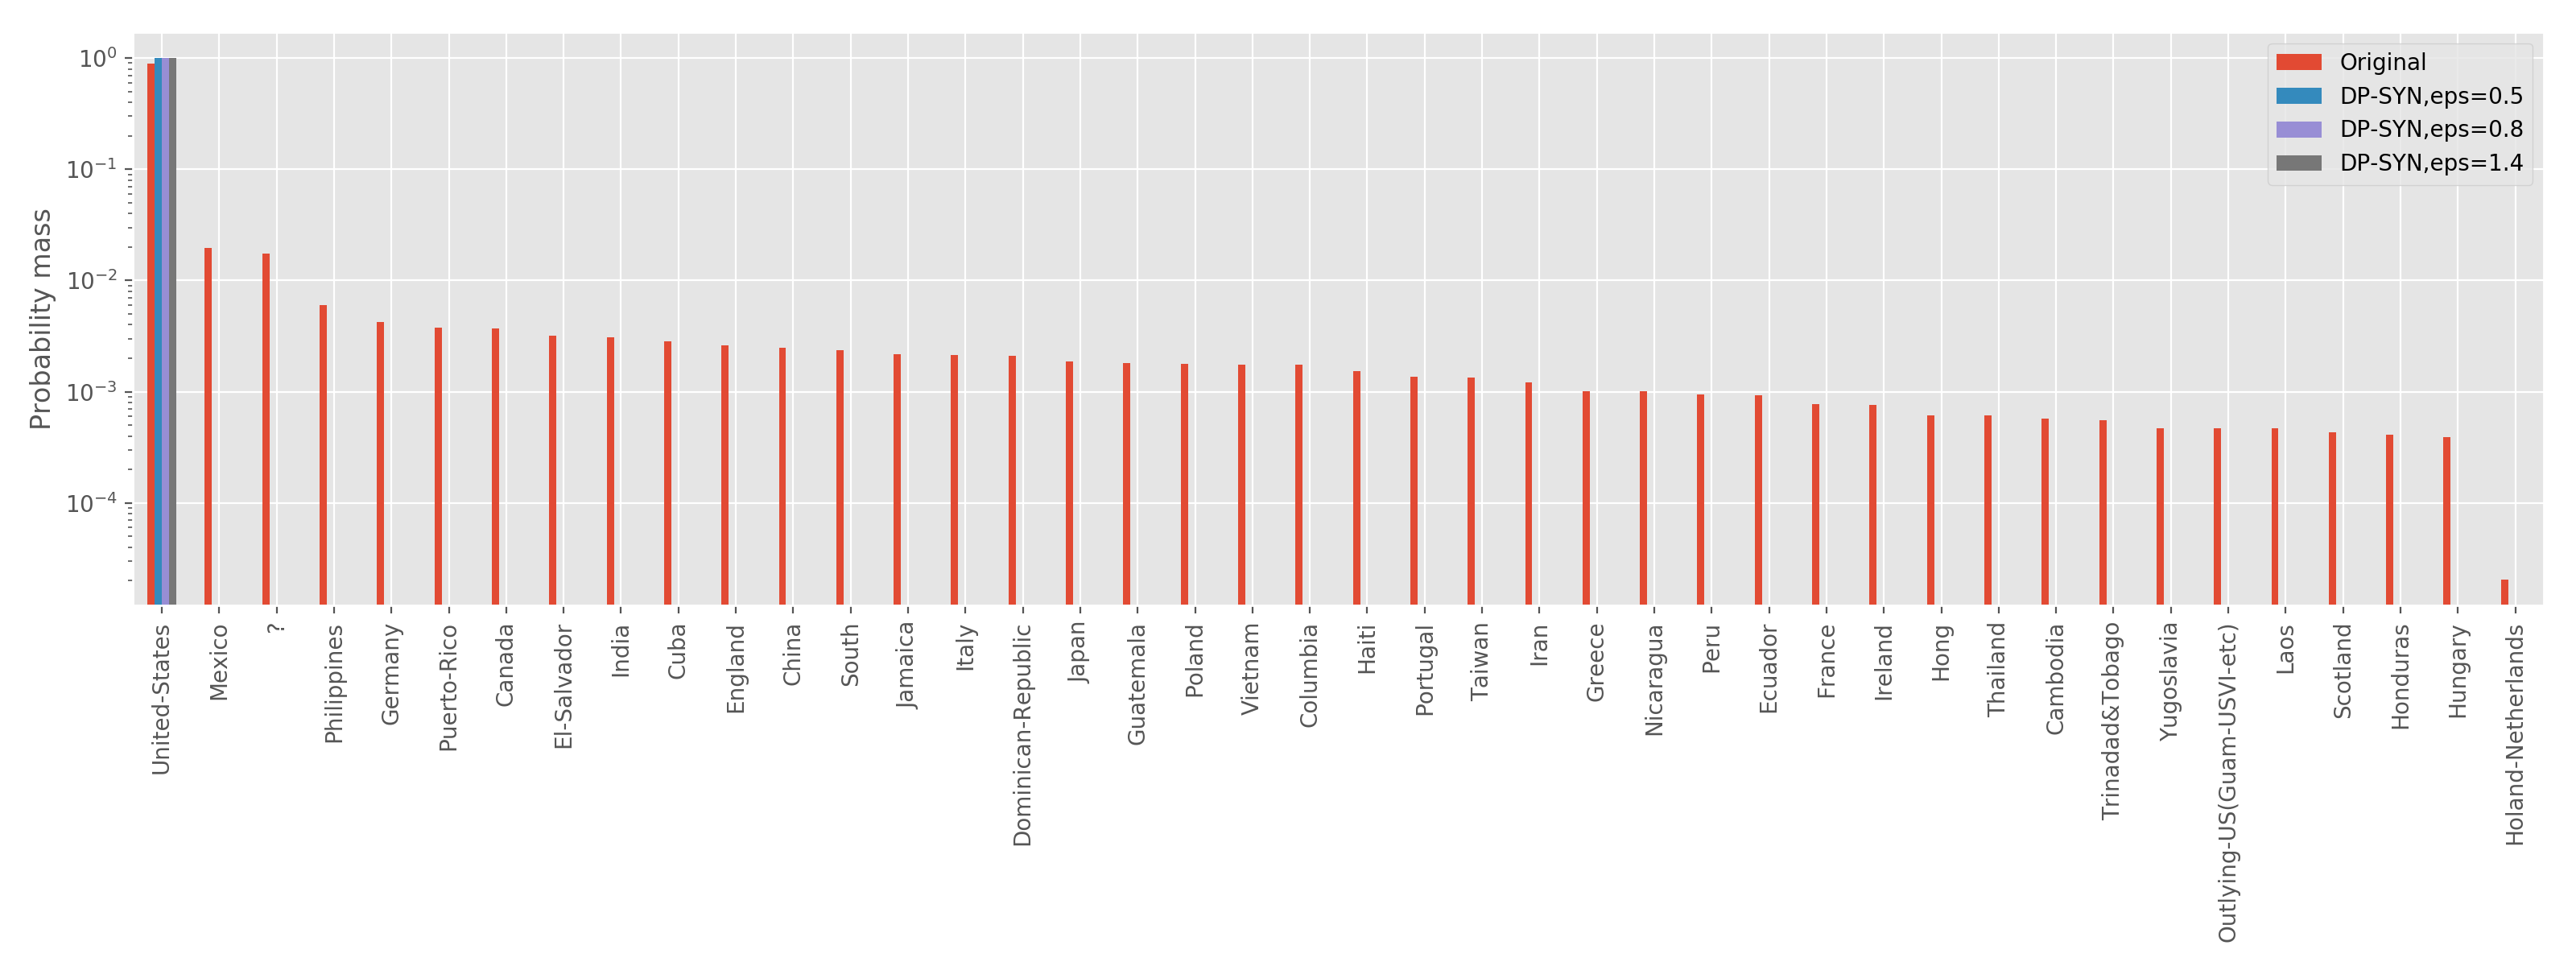 Probability mass
10⁰
10⁻¹
10⁻²
10⁻³
10⁻⁴
Original
DP-SYN,eps=0.5
DP-SYN,eps=0.8
DP-SYN,eps=1.4
United-States
Mexico
?
Philippines
Germany
Puerto-Rico
Canada
El-Salvador
India
Cuba
England
China
South
Jamaica
Italy
Dominican-Republic
Japan
Guatemala
Poland
Vietnam
Columbia
Haiti
Portugal
Taiwan
Iran
Greece
Nicaragua
Peru
Ecuador
France
Ireland
Hong
Thailand
Cambodia
Trinadad&Tobago
Yugoslavia
Outlying-US(Guam-USVI-etc)
Laos
Scotland
Honduras
Hungary
Holand-Netherlands